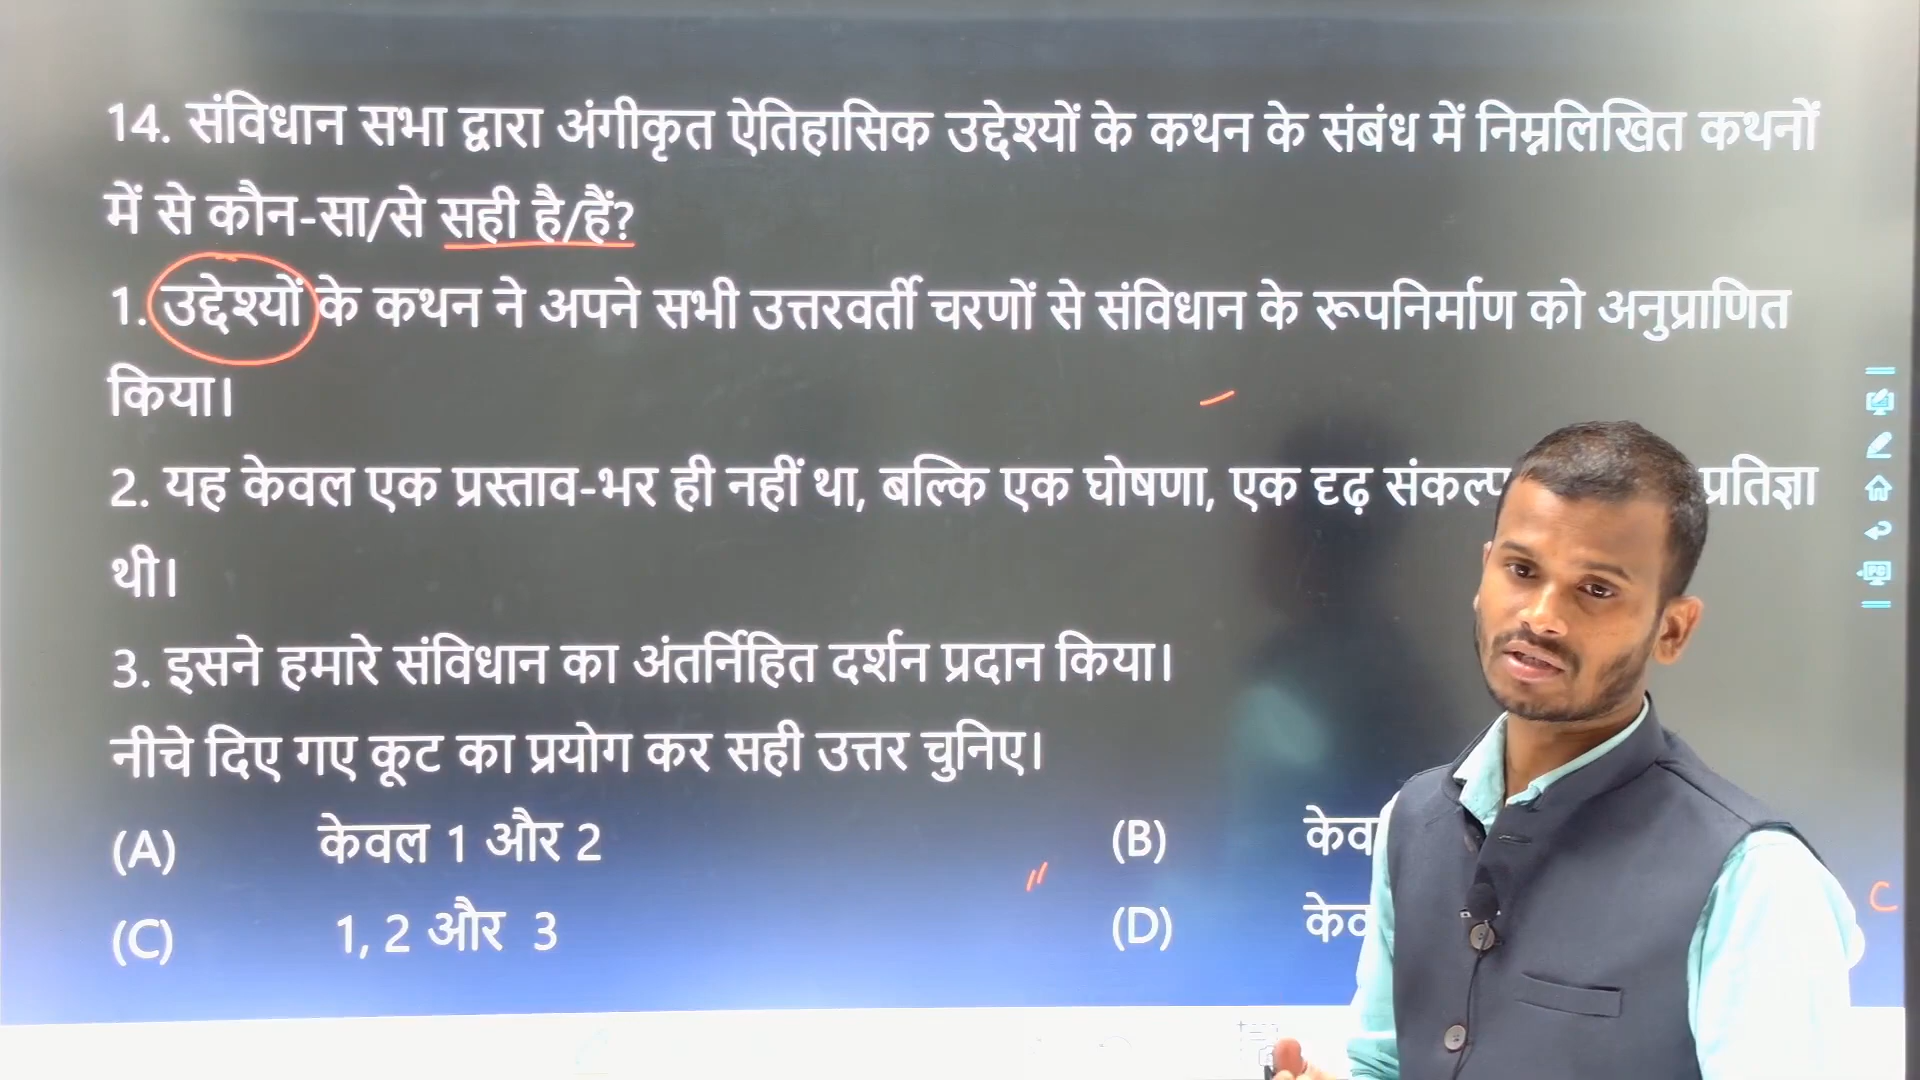 14. संविधान सभा द्वारा अंगीकृत ऐतिहासिक उद्देश्यों के कथन के संबंध में निम्नलिखित कथनों
में से कौन-सा/से सही है/हैं?
1. उद्देश्यों के कथन ने अपने सभी उत्तरवर्ती चरणों से संविधान के रूपनिर्माण को अनुप्राणित
किया।
2. यह केवल एक प्रस्ताव-भर ही नहीं था, बल्कि एक घोषणा, एक दृढ़ संकल्प प्रतिज्ञा
थी।
3. इसने हमारे संविधान का अंतर्निहित दर्शन प्रदान किया।
नीचे दिए गए कूट का प्रयोग कर सही उत्तर चुनिए।
(A) केवल 1 और 2 (B)
(C) 1, 2 और 3 (D)
C